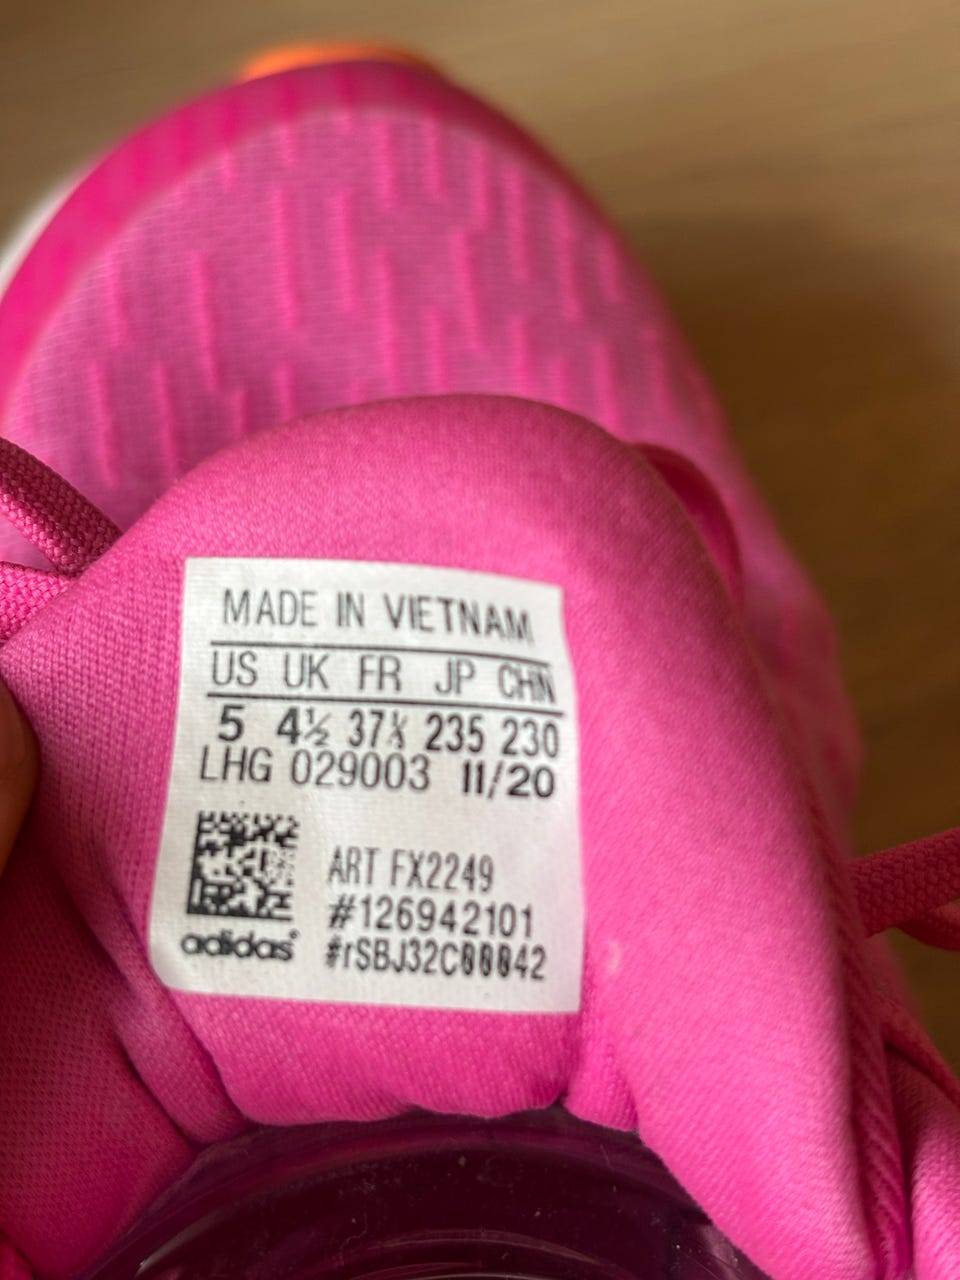 MADE IN VIETNAM
US UK FR JP CHN
5 4½ 37⅓ 235 230
LHG 029003 11/20
ART FX2249
#126942101
adidas®
#rSBJ32C00042